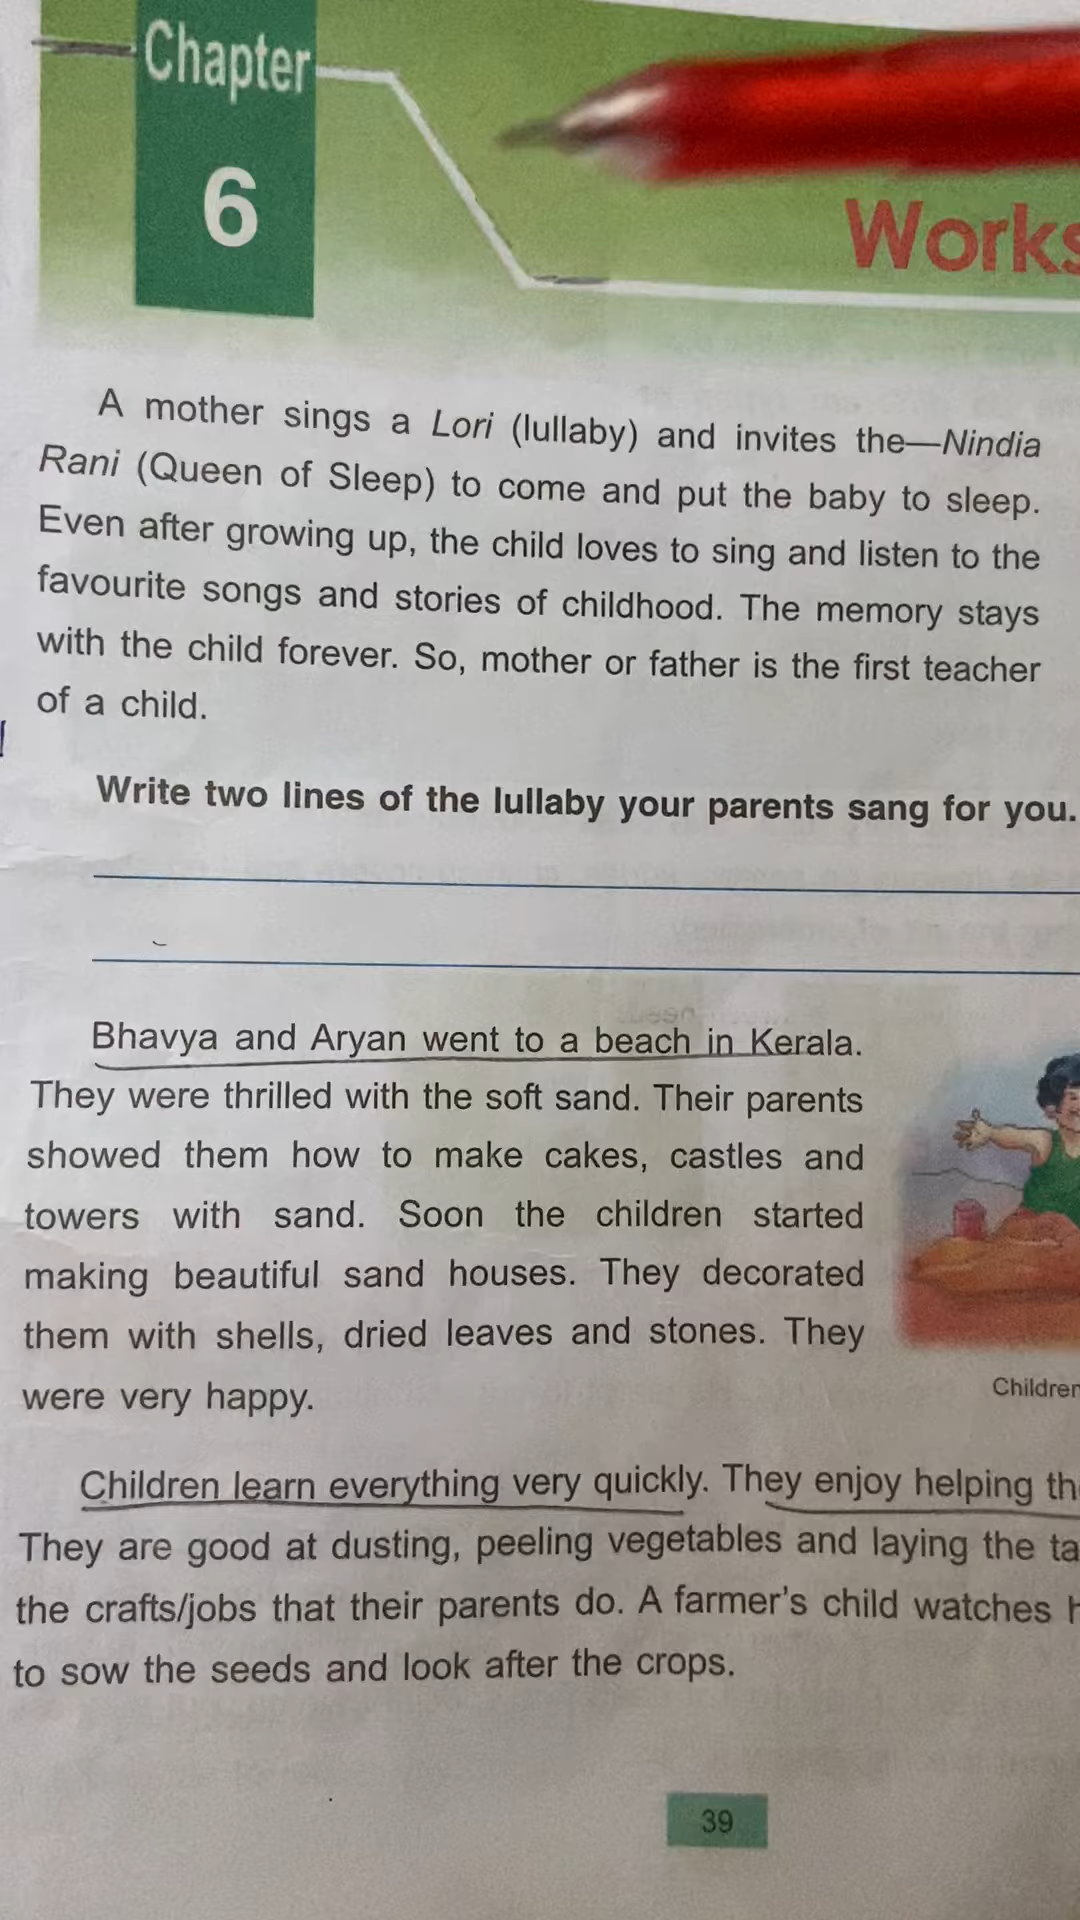 Chapter
6
Works
A mother sings a Lori (lullaby) and invites the—Nindia
Rani (Queen of Sleep) to come and put the baby to sleep.
Even after growing up, the child loves to sing and listen to the
favourite songs and stories of childhood. The memory stays
with the child forever. So, mother or father is the first teacher
of a child.
Write two lines of the lullaby your parents sang for you.
Bhavya and Aryan went to a beach in Kerala.
They were thrilled with the soft sand. Their parents
showed them how to make cakes, castles and
towers with sand. Soon the children started
making beautiful sand houses. They decorated
them with shells, dried leaves and stones. They
were very happy.
Children
Children learn everything very quickly. They enjoy helping th
They are good at dusting, peeling vegetables and laying the ta
the crafts/jobs that their parents do. A farmer's child watches h
to sow the seeds and look after the crops.
39